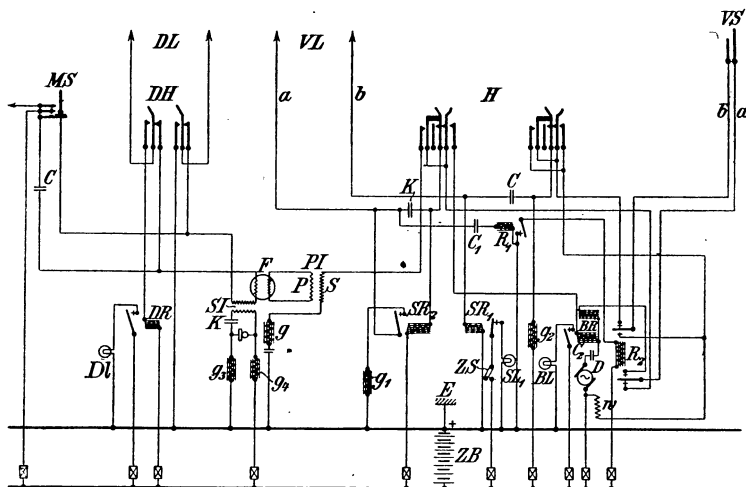 VS
DL
VL
MS
DH
a
b
H
b
a
C
K
C
C₁
R₁
F
PI
P
S
SI
K
g
DR
Dl
SR₂
SR₁
g₂
BR
R₂
g₁
ZS
SL₁
BL
C₂
D
g₃
g₄
E
w
+
ZB